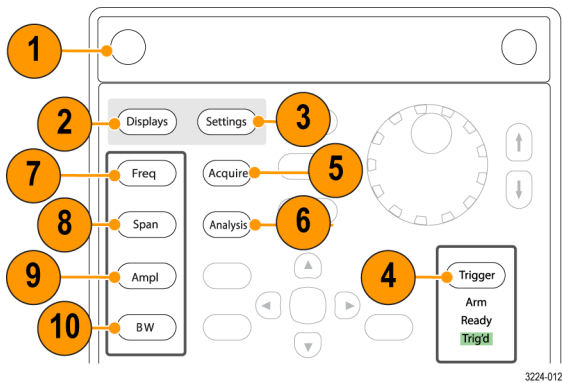 1
2
Displays
Settings
3
7
Freq
Acquire
5
8
Span
Analysis
6
9
Ampl
4
Trigger
Arm
Ready
Trig'd
10
BW
3224-012